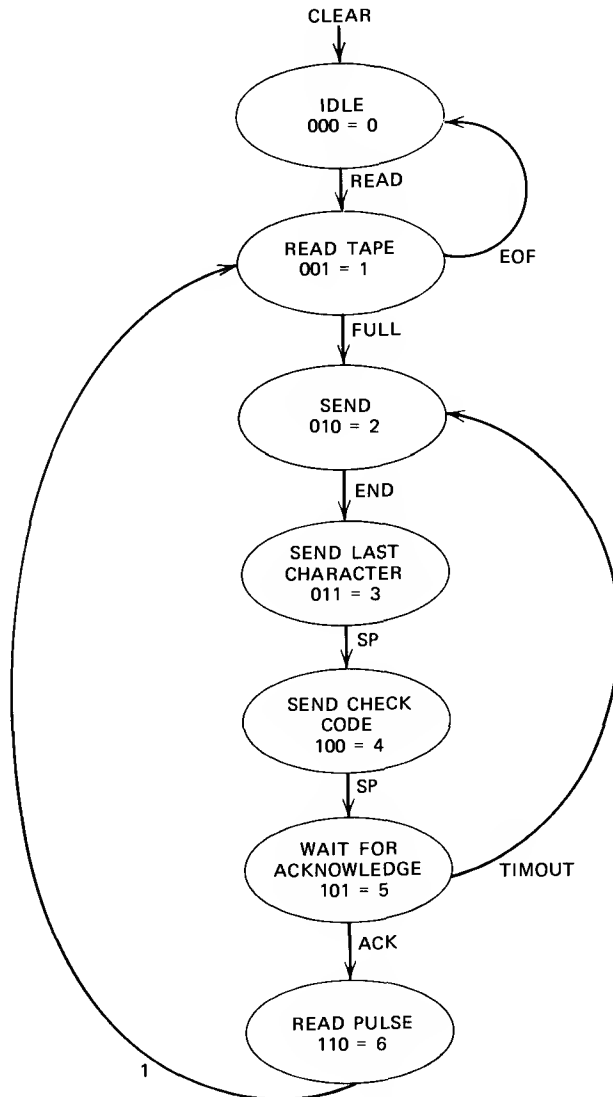 CLEAR
IDLE
000 = 0
READ
READ TAPE
001 = 1
EOF
FULL
SEND
010 = 2
END
SEND LAST
CHARACTER
011 = 3
SP
SEND CHECK
CODE
100 = 4
SP
WAIT FOR
ACKNOWLEDGE
101 = 5
TIMOUT
ACK
READ PULSE
110 = 6
1